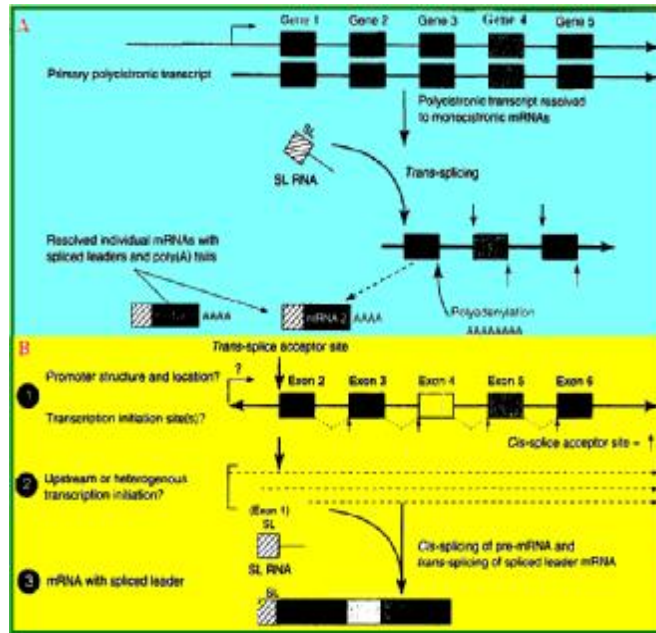 A
Gene 1 Gene 2 Gene 3 Gene 4 Gene 5
Primary polycistronic transcript
Polycistronic transcript resolved
to monocistronic mRNAs
SL
SL RNA
Trans-splicing
Resolved individual mRNAs with
spliced leaders and poly(A) tails
AAAA
mRNA-2 AAAA
Polyadenylation
AAAAAAAA
B
Trans-splice acceptor site
1
Promoter structure and location?
?
Exon 2 Exon 3 Exon 4 Exon 5 Exon 6
Transcription initiation site(s)?
Cis-splice acceptor site =
2
Upstream or heterogenous
transcription initiation?
(Exon 1)
SL
SL RNA
Cis-splicing of pre-mRNA and
trans-splicing of spliced leader mRNA
3
mRNA with spliced leader
SL